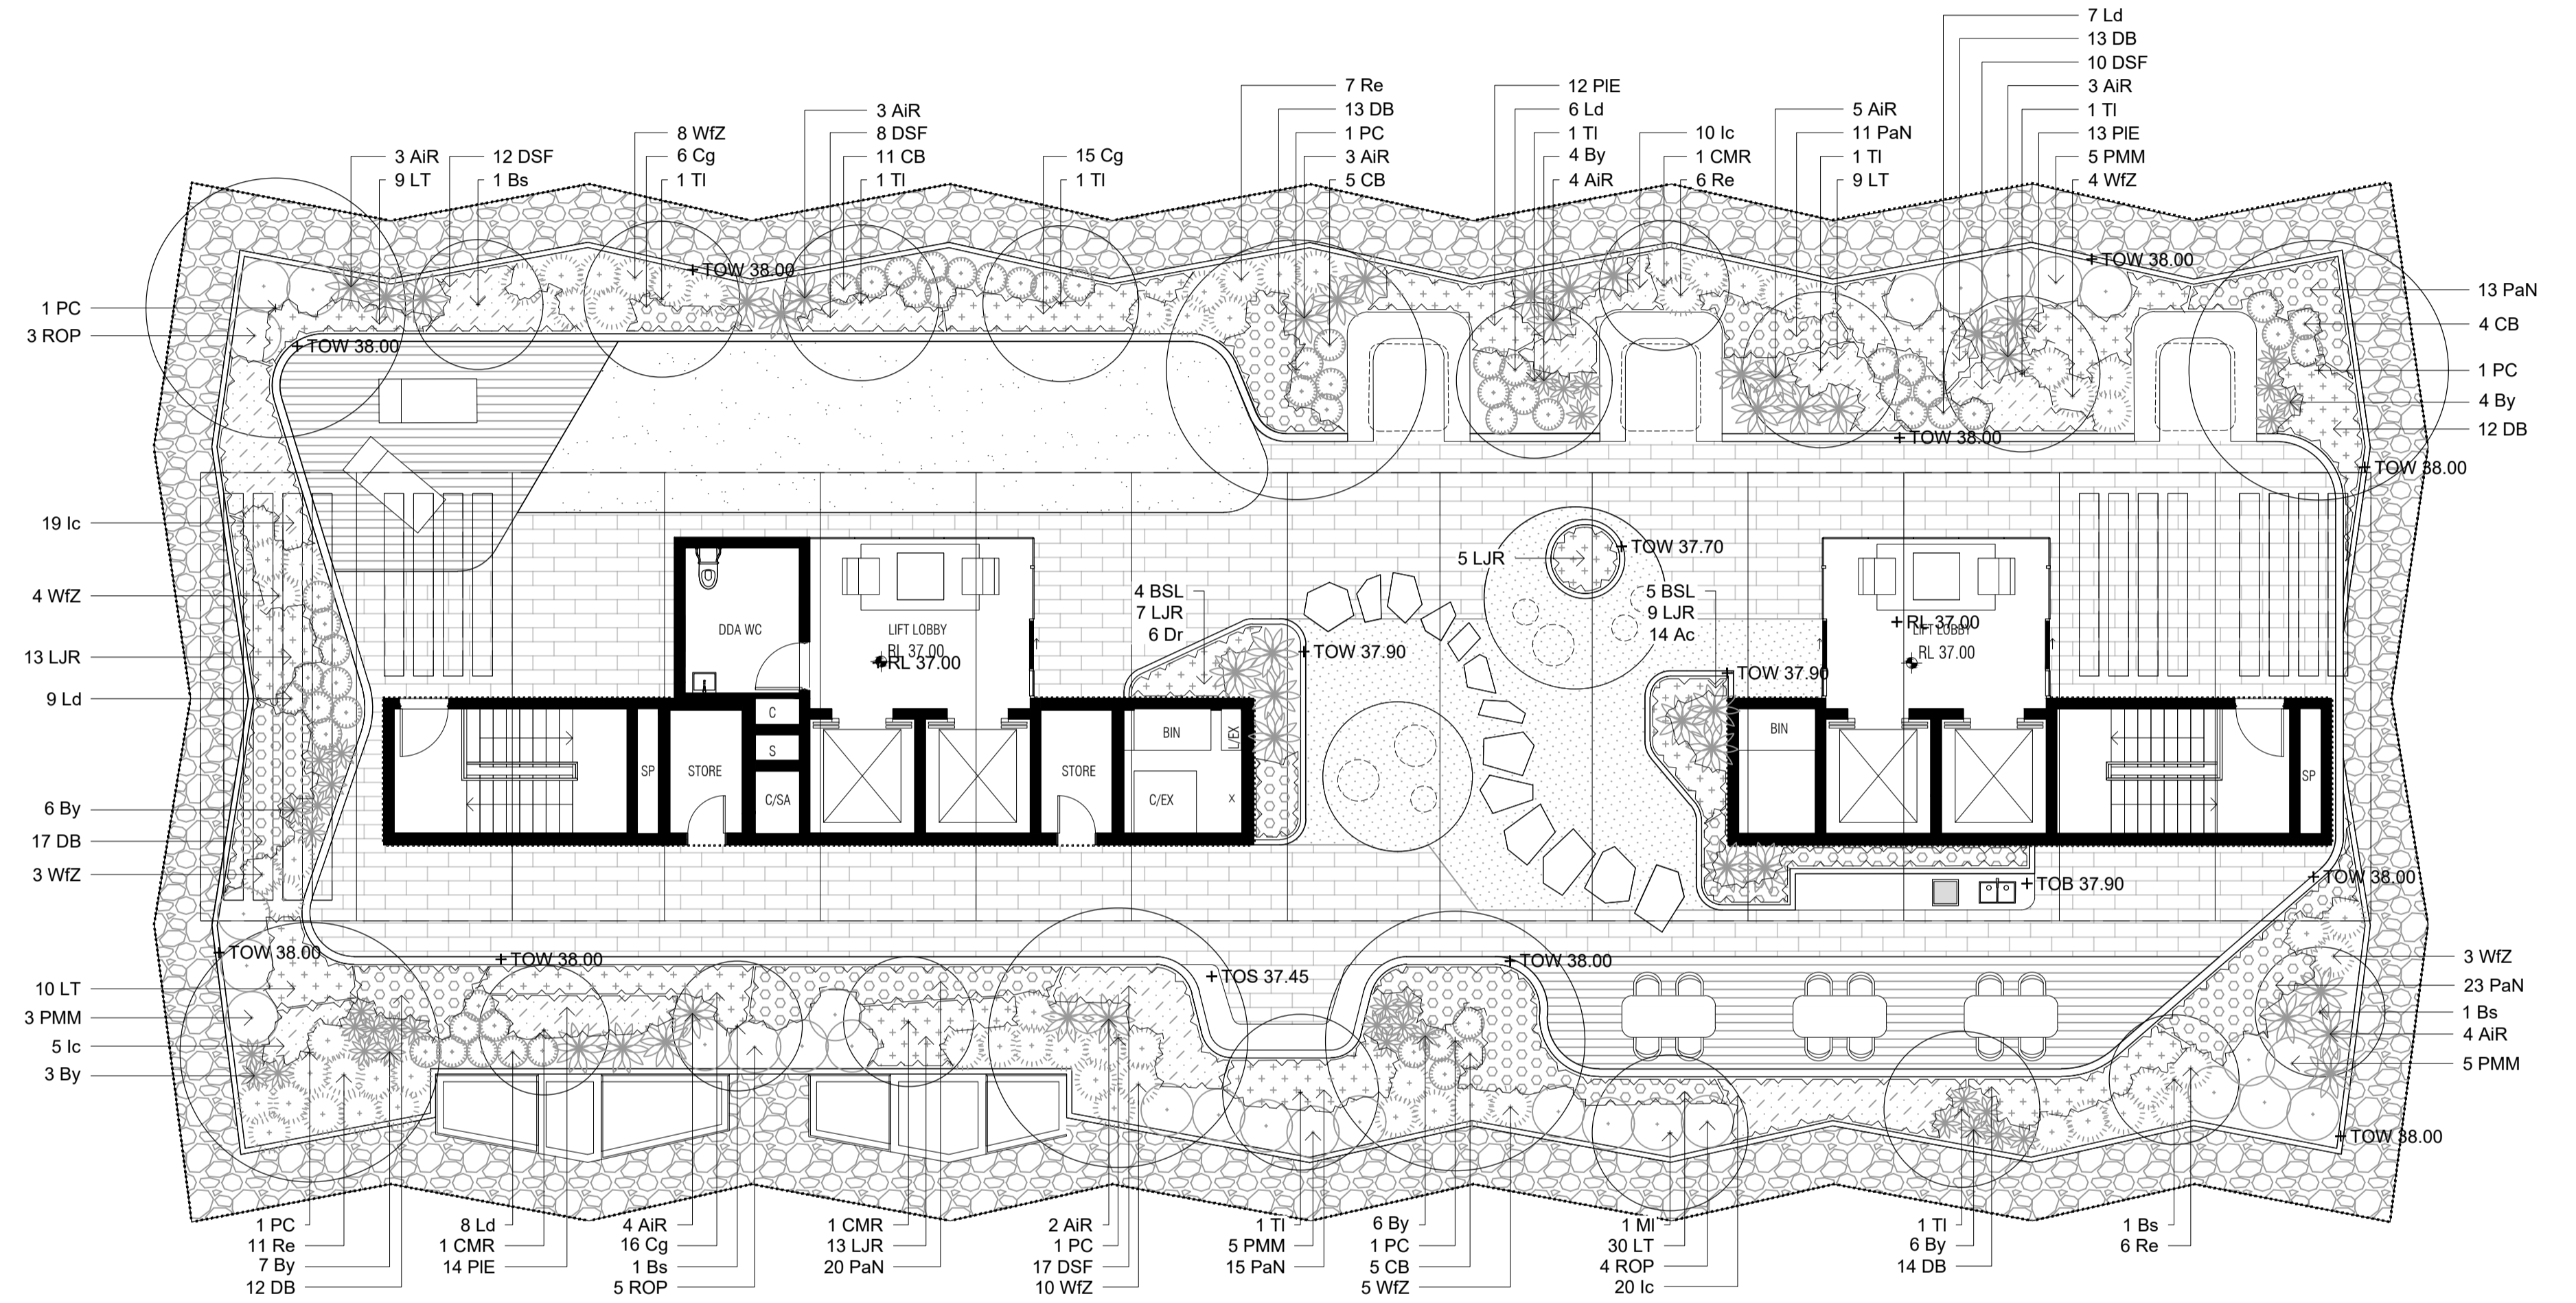 7 Ld
13 DB
10 DSF
3 AiR
1 TI
13 PIE
5 PMM
4 WfZ
5 AiR
11 PaN
1 TI
9 LT
10 Ic
1 CMR
6 Re
12 PIE
6 Ld
1 TI
4 By
4 AiR
7 Re
13 DB
1 PC
3 AiR
5 CB
15 Cg
1 TI
3 AiR
8 DSF
11 CB
1 TI
8 WfZ
6 Cg
1 TI
12 DSF
1 Bs
3 AiR
9 LT
TOW 38.00
TOW 38.00
1 PC
3 ROP
TOW 38.00
13 PaN
4 CB
1 PC
4 By
12 DB
TOW 38.00
TOW 38.00
19 Ic
4 WfZ
13 LJR
9 Ld
6 By
17 DB
3 WfZ
5 LJR
TOW 37.70
4 BSL
7 LJR
6 Dr
5 BSL
9 LJR
14 Ac
DDA WC
LIFT LOBBY
RL 37.00
RL 37.00
RL 37.00
LIFT LOBBY
RL 37.00
TOW 37.90
TOW 37.90
C
S
C/SA
SP
STORE
STORE
BIN
L/EX
C/EX
X
BIN
SP
TOB 37.90
TOW 38.00
TOW 38.00
TOW 38.00
TOS 37.45
TOW 38.00
10 LT
3 PMM
5 Ic
3 By
3 WfZ
23 PaN
1 Bs
4 AiR
5 PMM
TOW 38.00
1 PC
11 Re
7 By
12 DB
8 Ld
1 CMR
14 PIE
4 AiR
16 Cg
1 Bs
5 ROP
1 CMR
13 LJR
20 PaN
2 AiR
1 PC
17 DSF
10 WfZ
1 TI
5 PMM
15 PaN
6 By
1 PC
5 CB
5 WfZ
1 MI
30 LT
4 ROP
20 Ic
1 TI
6 By
14 DB
1 Bs
6 Re